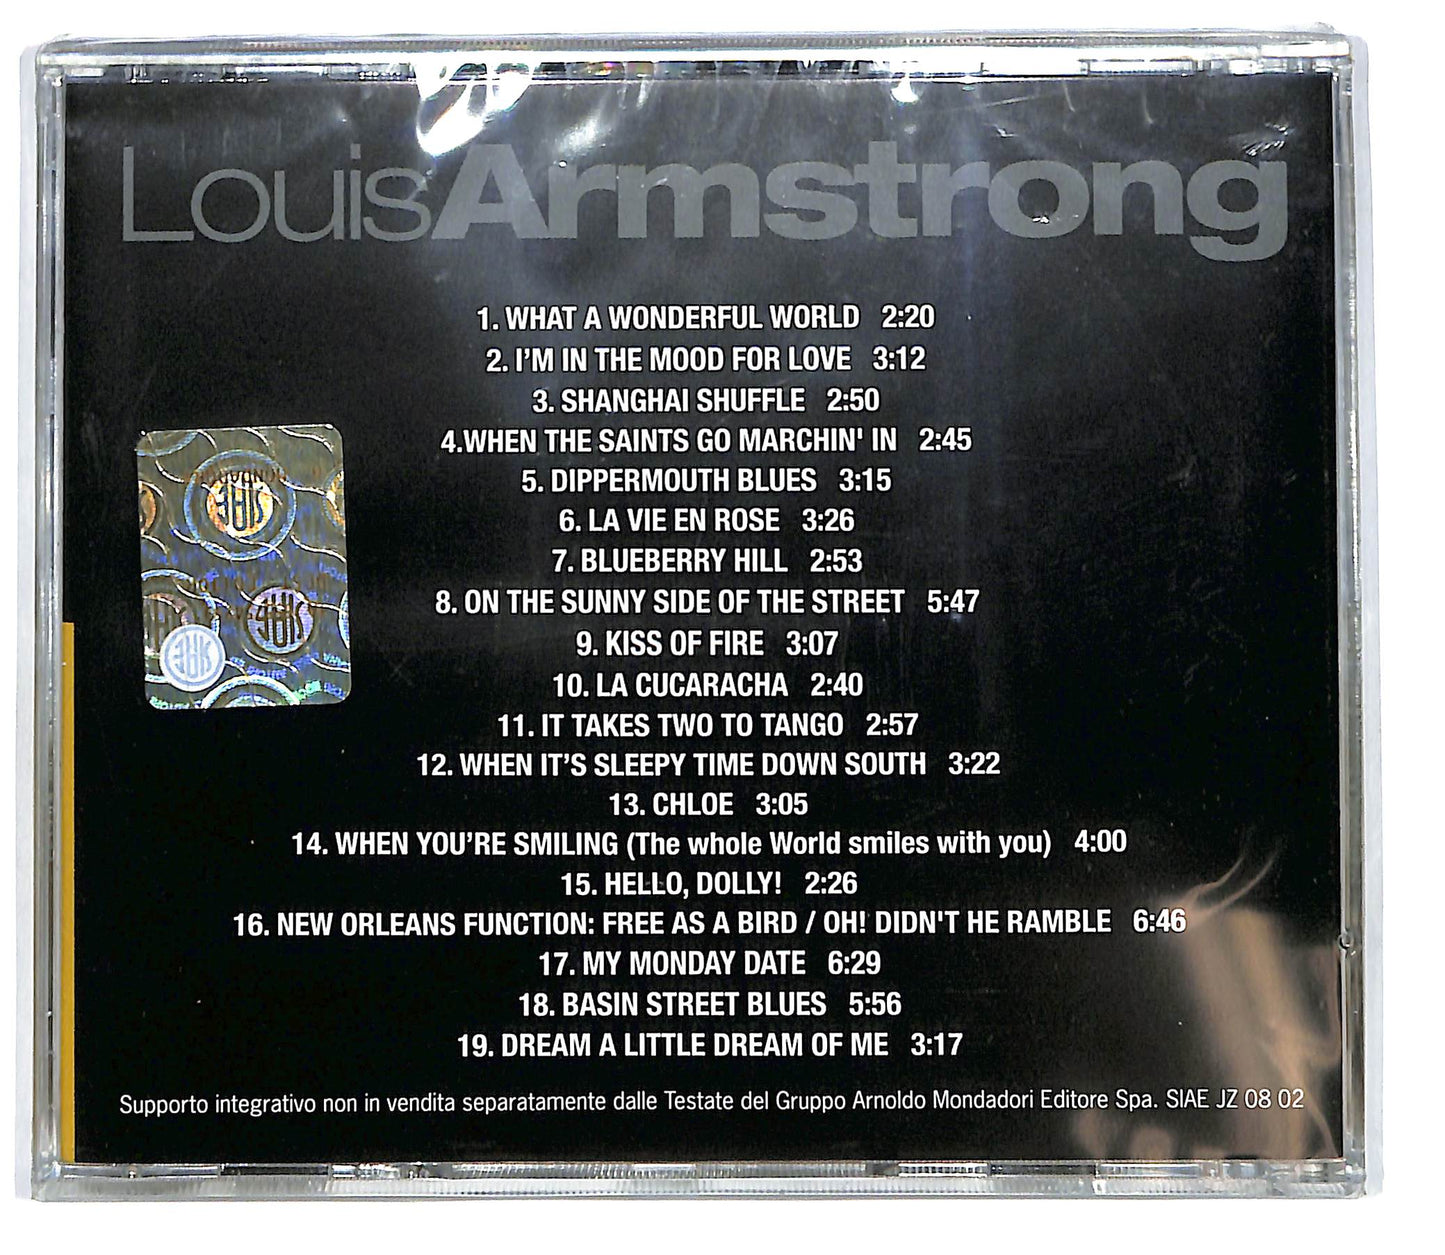 LouisArmstrong
1. WHAT A WONDERFUL WORLD 2:20
2. I'M IN THE MOOD FOR LOVE 3:12
3. SHANGHAI SHUFFLE 2:50
4.WHEN THE SAINTS GO MARCHIN' IN 2:45
5. DIPPERMOUTH BLUES 3:15
6. LA VIE EN ROSE 3:26
7. BLUEBERRY HILL 2:53
8. ON THE SUNNY SIDE OF THE STREET 5:47
9. KISS OF FIRE 3:07
10. LA CUCARACHA 2:40
11. IT TAKES TWO TO TANGO 2:57
12. WHEN IT'S SLEEPY TIME DOWN SOUTH 3:22
13. CHLOE 3:05
14. WHEN YOU'RE SMILING (The whole World smiles with you) 4:00
15. HELLO, DOLLY! 2:26
16. NEW ORLEANS FUNCTION: FREE AS A BIRD / OH! DIDN'T HE RAMBLE 6:46
17. MY MONDAY DATE 6:29
18. BASIN STREET BLUES 5:56
19. DREAM A LITTLE DREAM OF ME 3:17
Supporto integrativo non in vendita separatamente dalle Testate del Gruppo Arnoldo Mondadori Editore Spa. SIAE JZ 08 02
SIAE
SIAE
SIAE